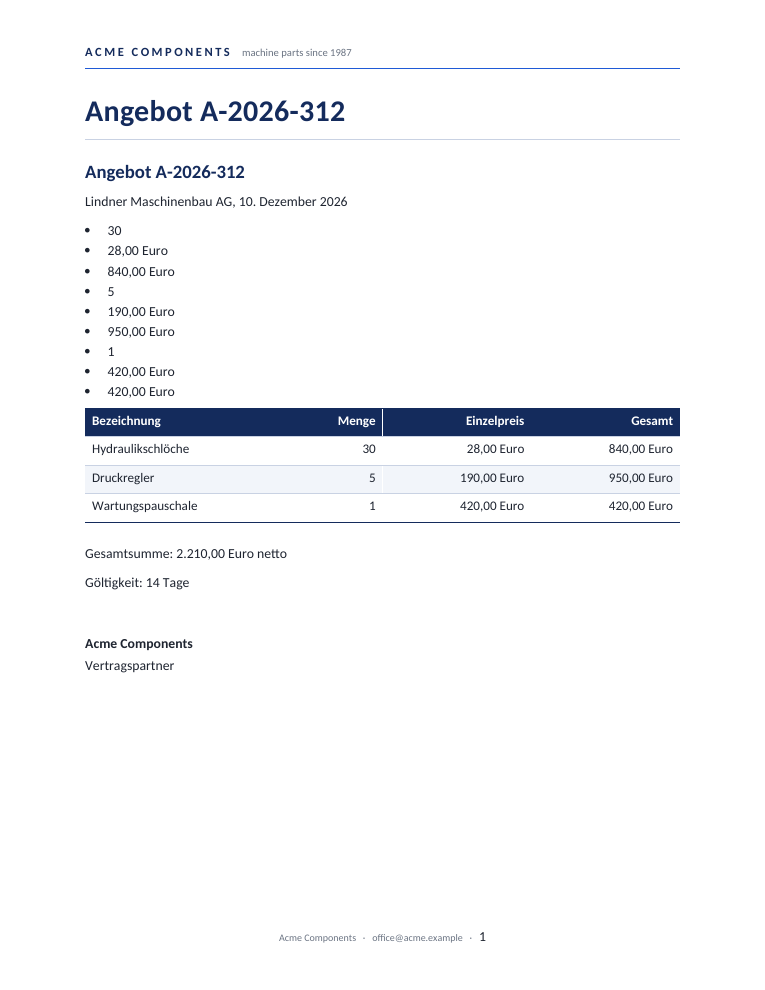 ACME COMPONENTS machine parts since 1987
Angebot A-2026-312
Angebot A-2026-312
Lindner Maschinenbau AG, 10. Dezember 2026
• 30
• 28,00 Euro
• 840,00 Euro
• 5
• 190,00 Euro
• 950,00 Euro
• 1
• 420,00 Euro
• 420,00 Euro
Bezeichnung Menge Einzelpreis Gesamt
Hydraulikschlöche 30 28,00 Euro 840,00 Euro
Druckregler 5 190,00 Euro 950,00 Euro
Wartungspauschale 1 420,00 Euro 420,00 Euro
Gesamtsumme: 2.210,00 Euro netto
Göltigkeit: 14 Tage
Acme Components
Vertragspartner
Acme Components · office@acme.example · 1